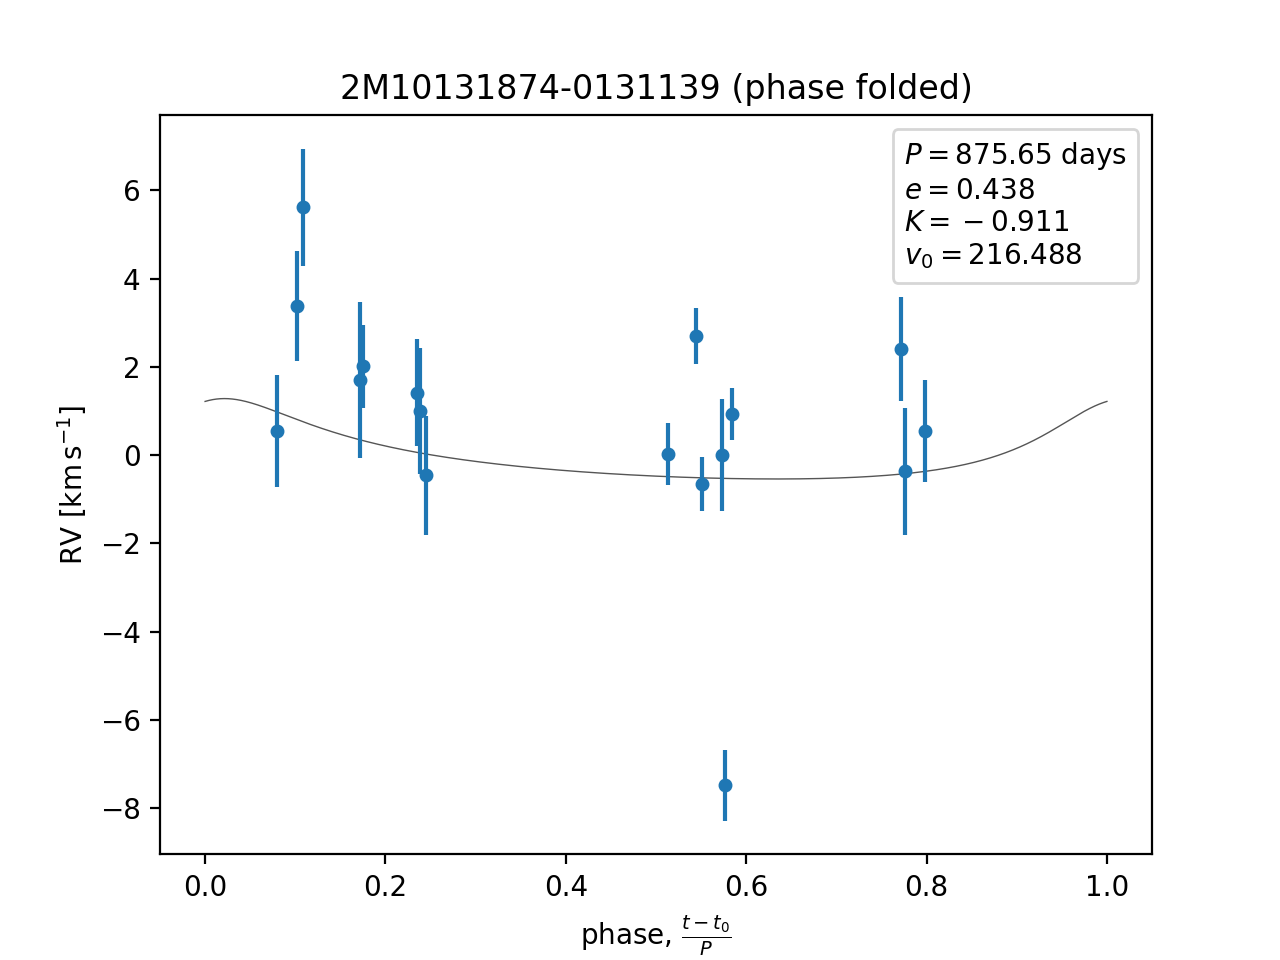 2M10131874-0131139 (phase folded)
P = 875.65 days
e = 0.438
K = −0.911
v₀ = 216.488
RV [km s⁻¹]
6
4
2
0
−2
−4
−6
−8
0.0 0.2 0.4 0.6 0.8 1.0
phase, (t − t₀)/P